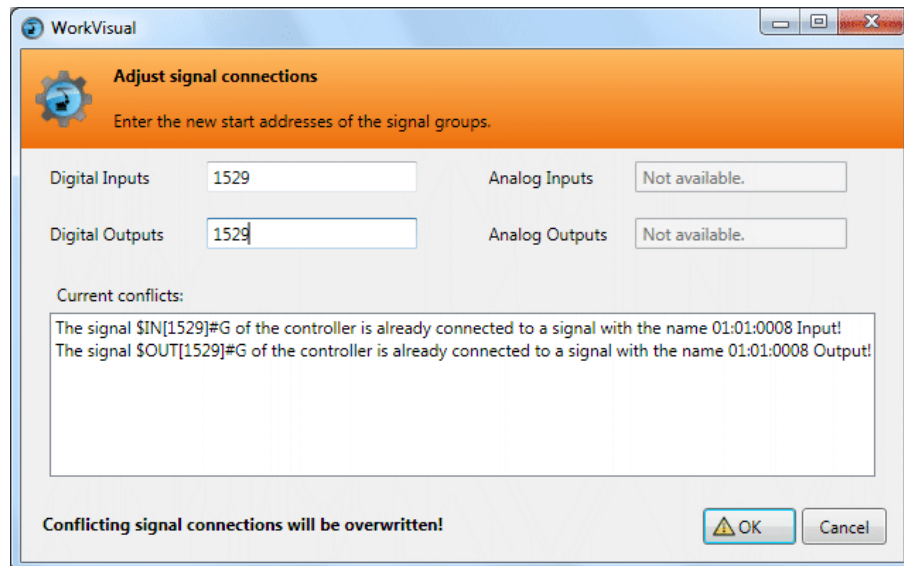 WorkVisual
Adjust signal connections
Enter the new start addresses of the signal groups.
Digital Inputs 1529 Analog Inputs Not available.
Digital Outputs 1529 Analog Outputs Not available.
Current conflicts:
The signal $IN[1529]#G of the controller is already connected to a signal with the name 01:01:0008 Input!
The signal $OUT[1529]#G of the controller is already connected to a signal with the name 01:01:0008 Output!
Conflicting signal connections will be overwritten! OK Cancel